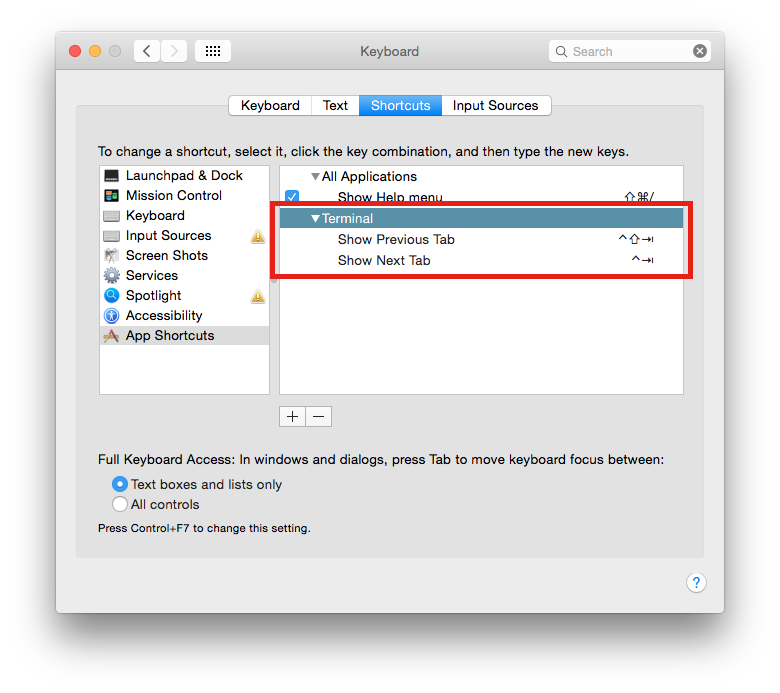 Keyboard
Search
Keyboard Text Shortcuts Input Sources
To change a shortcut, select it, click the key combination, and then type the new keys.
Launchpad & Dock
Mission Control
Keyboard
Input Sources
Screen Shots
Services
Spotlight
Accessibility
App Shortcuts
All Applications
Show Help menu ⇧⌘/
Terminal
Show Previous Tab ^⇧⇥
Show Next Tab ^⇥
+ −
Full Keyboard Access: In windows and dialogs, press Tab to move keyboard focus between:
Text boxes and lists only
All controls
Press Control+F7 to change this setting.
?